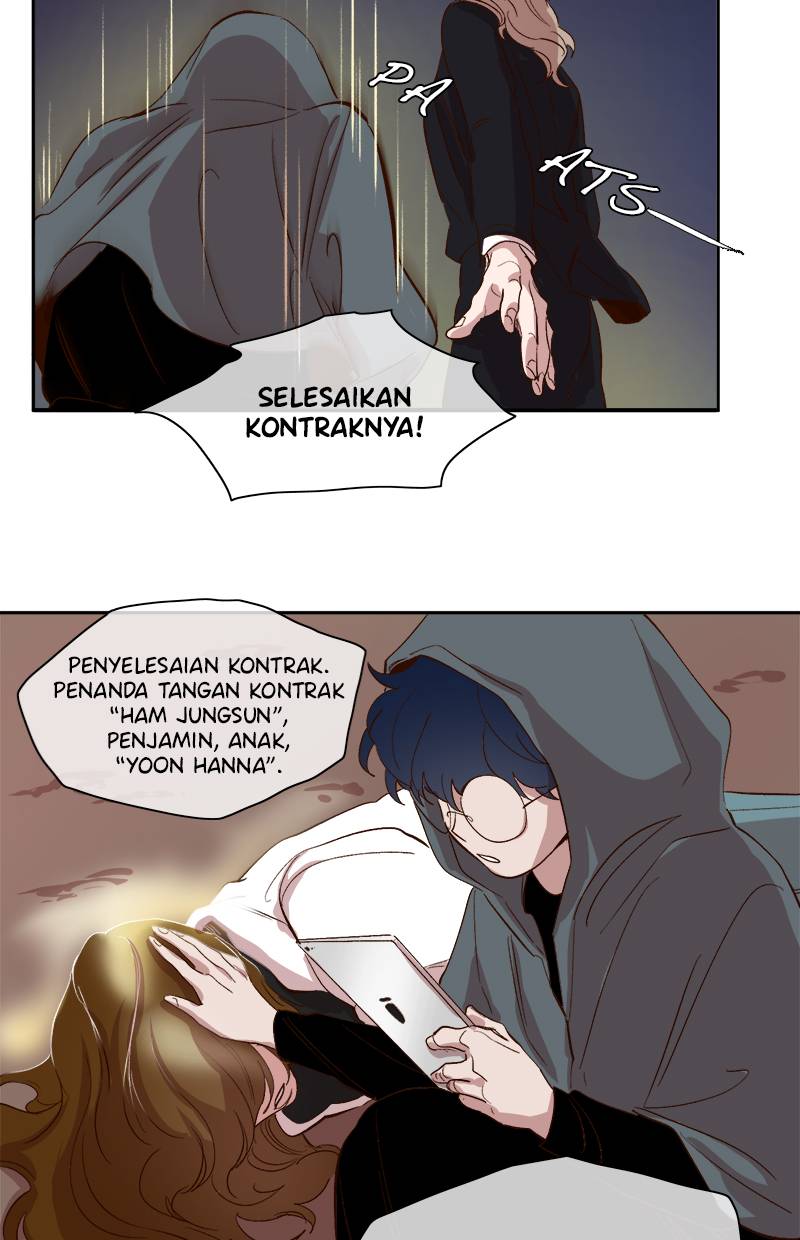 PA
ATS
SELESAIKAN
KONTRAKNYA!
PENYELESAIAN KONTRAK.
PENANDA TANGAN KONTRAK
“HAM JUNGSUN”,
PENJAMIN, ANAK,
“YOON HANNA”.